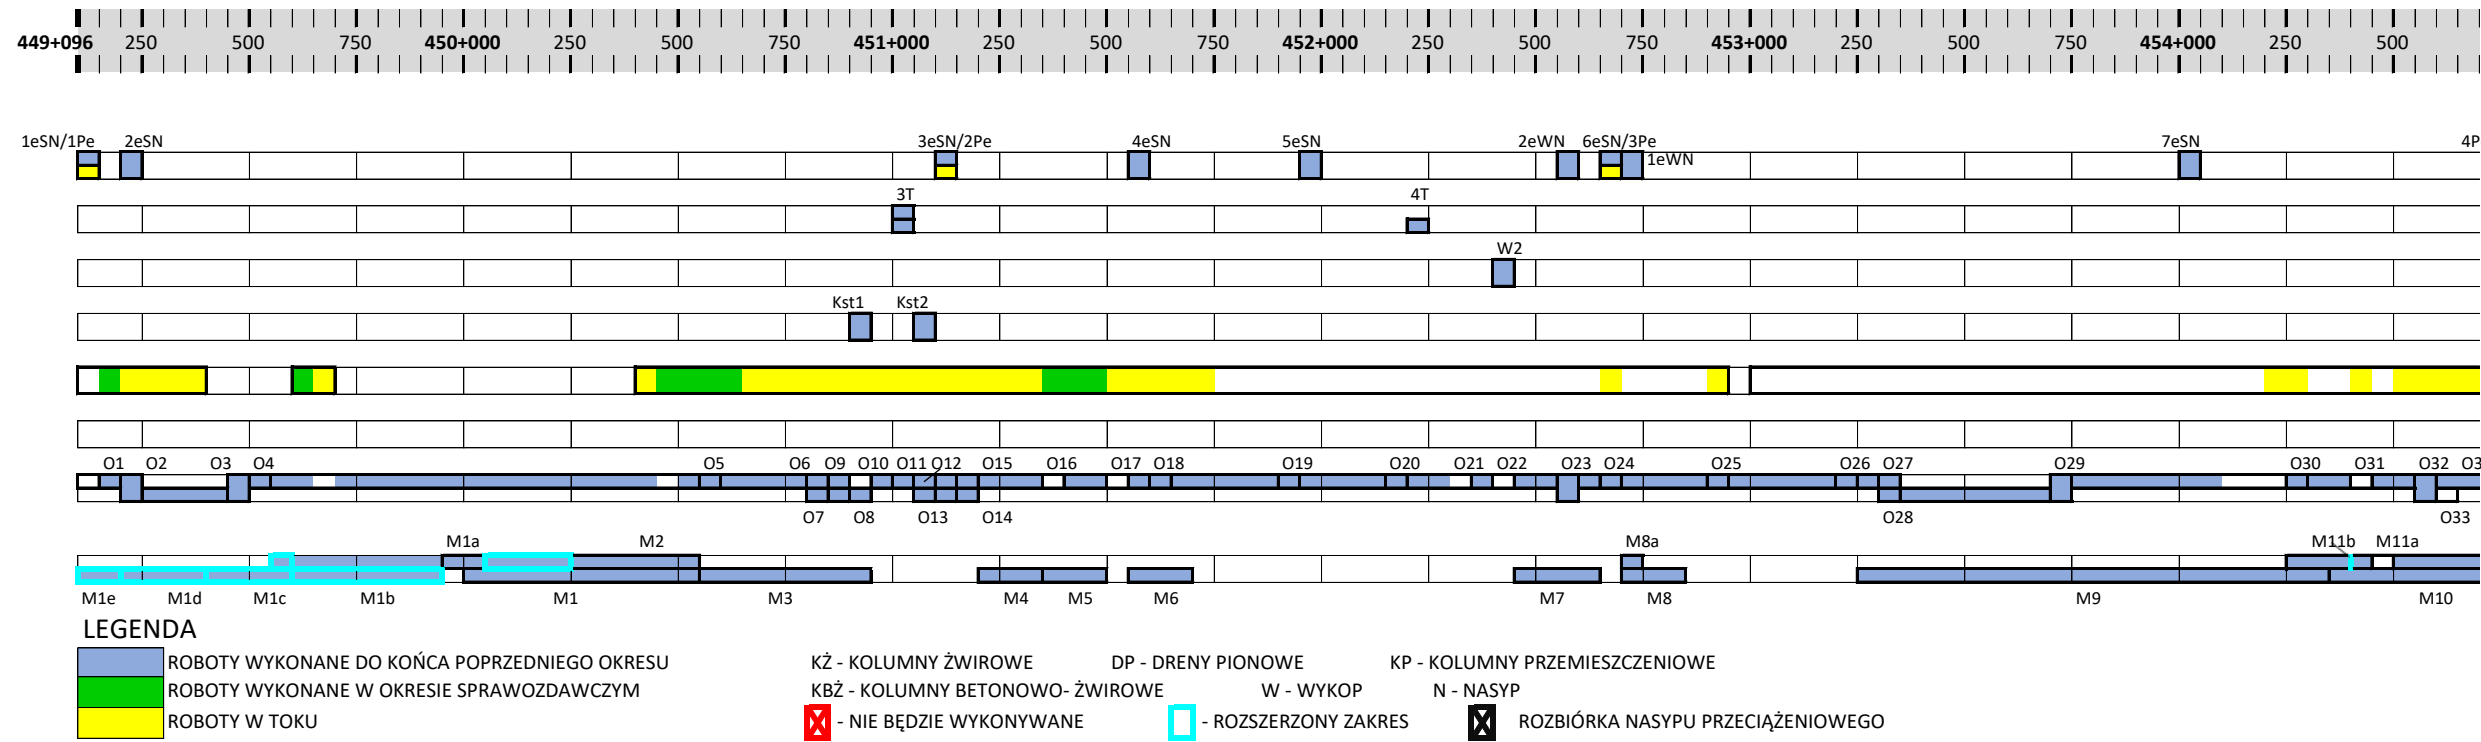 449+096 250 500 750 450+000 250 500 750 451+000 250 500 750 452+000 250 500 750 453+000 250 500 750 454+000 250 500
1eSN/1Pe 2eSN 3eSN/2Pe 4eSN 5eSN 2eWN 6eSN/3Pe 7eSN 4P
1eWN
3T 4T
W2
Kst1 Kst2
O1 O2 O3 O4 O5 O6 O9 O10 O11 O12 O15 O16 O17 O18 O19 O20 O21 O22 O23 O24 O25 O26 O27 O29 O30 O31 O32 O3
O7 O8 O13 O14 O28 O33
M1a M2 M8a M11b M11a
M1e M1d M1c M1b M1 M3 M4 M5 M6 M7 M8 M9 M10
LEGENDA
ROBOTY WYKONANE DO KOŃCA POPRZEDNIEGO OKRESU KŻ - KOLUMNY ŻWIROWE DP - DRENY PIONOWE KP - KOLUMNY PRZEMIESZCZENIOWE
ROBOTY WYKONANE W OKRESIE SPRAWOZDAWCZYM KBŻ - KOLUMNY BETONOWO- ŻWIROWE W - WYKOP N - NASYP
ROBOTY W TOKU - NIE BĘDZIE WYKONYWANE - ROZSZERZONY ZAKRES ROZBIÓRKA NASYPU PRZECIĄŻENIOWEGO